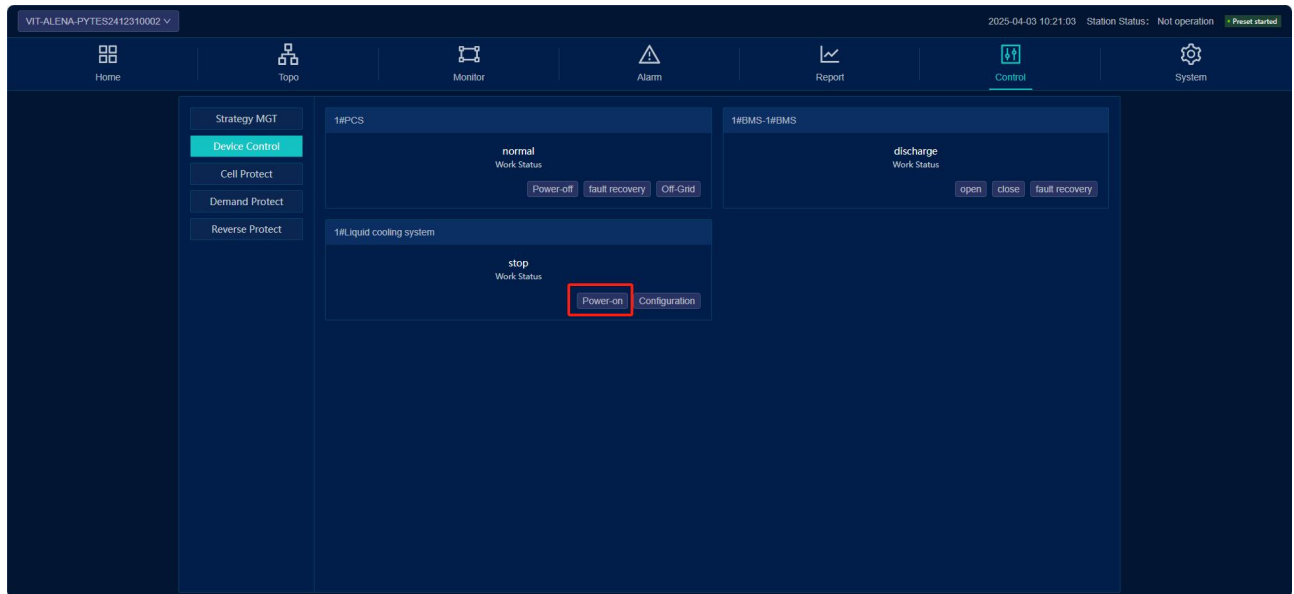 VIT-ALENA-PYTES2412310002
2025-04-03 10:21:03 Station Status: Not operation Preset started
Home Topo Monitor Alarm Report Control System
Strategy MGT
Device Control
Cell Protect
Demand Protect
Reverse Protect
1#PCS
normal
Work Status
Power-off fault recovery Off-Grid
1#BMS-1#BMS
discharge
Work Status
open close fault recovery
1#Liquid cooling system
stop
Work Status
Power-on Configuration